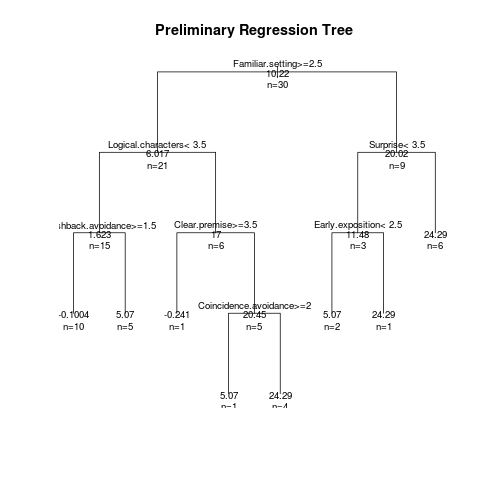 Preliminary Regression Tree
Familiar.setting>=2.5
10.22
n=30
Logical.characters< 3.5
6.017
n=21
Surprise< 3.5
20.02
n=9
shback.avoidance>=1.5
1.623
n=15
Clear.premise>=3.5
17
n=6
Early.exposition< 2.5
11.48
n=3
24.29
n=6
-0.1004
n=10
5.07
n=5
-0.241
n=1
Coincidence.avoidance>=2
20.45
n=5
5.07
n=2
24.29
n=1
5.07
n=1
24.29
n=4